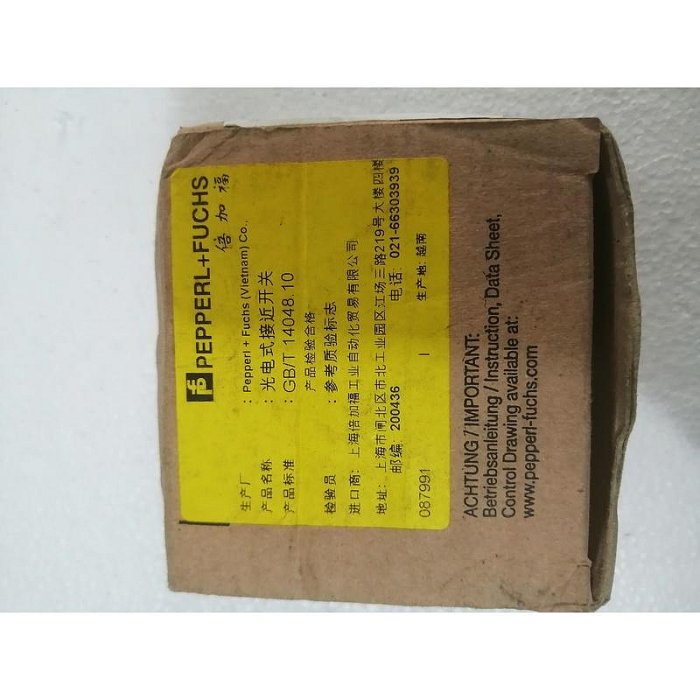 PEPPERL+FUCHS
倍加福
生产厂 : Pepperl + Fuchs (Vietnam) Co.,
产品名称 : 光电式接近开关
产品标准 : GB/T 14048.10
产品检验合格
检验员 : 参考质验标志
进口商: 上海倍加福工业自动化贸易有限公司
地址: 上海市闸北区市北工业园区江场三路219号大楼四楼
邮编: 200436 电话: 021-66303939
087991 I 生产地: 越南
ACHTUNG / IMPORTANT:
Betriebsanleitung / Instruction, Data Sheet,
Control Drawing available at:
www.pepperl-fuchs.com